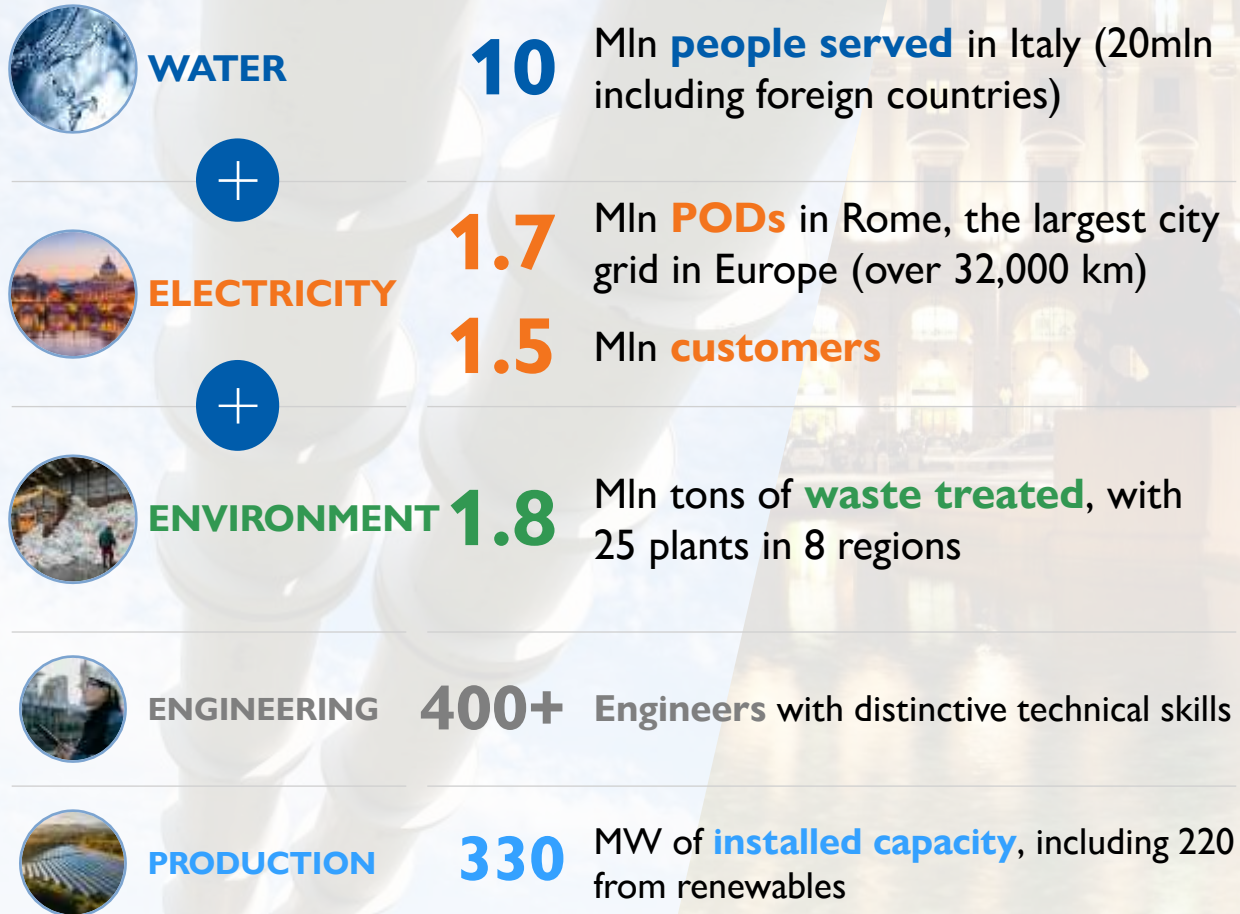 WATER
10
Mln people served in Italy (20mln
including foreign countries)
ELECTRICITY
1.7
Mln PODs in Rome, the largest city
grid in Europe (over 32,000 km)
1.5
Mln customers
ENVIRONMENT
1.8
Mln tons of waste treated, with
25 plants in 8 regions
ENGINEERING
400+
Engineers with distinctive technical skills
PRODUCTION
330
MW of installed capacity, including 220
from renewables